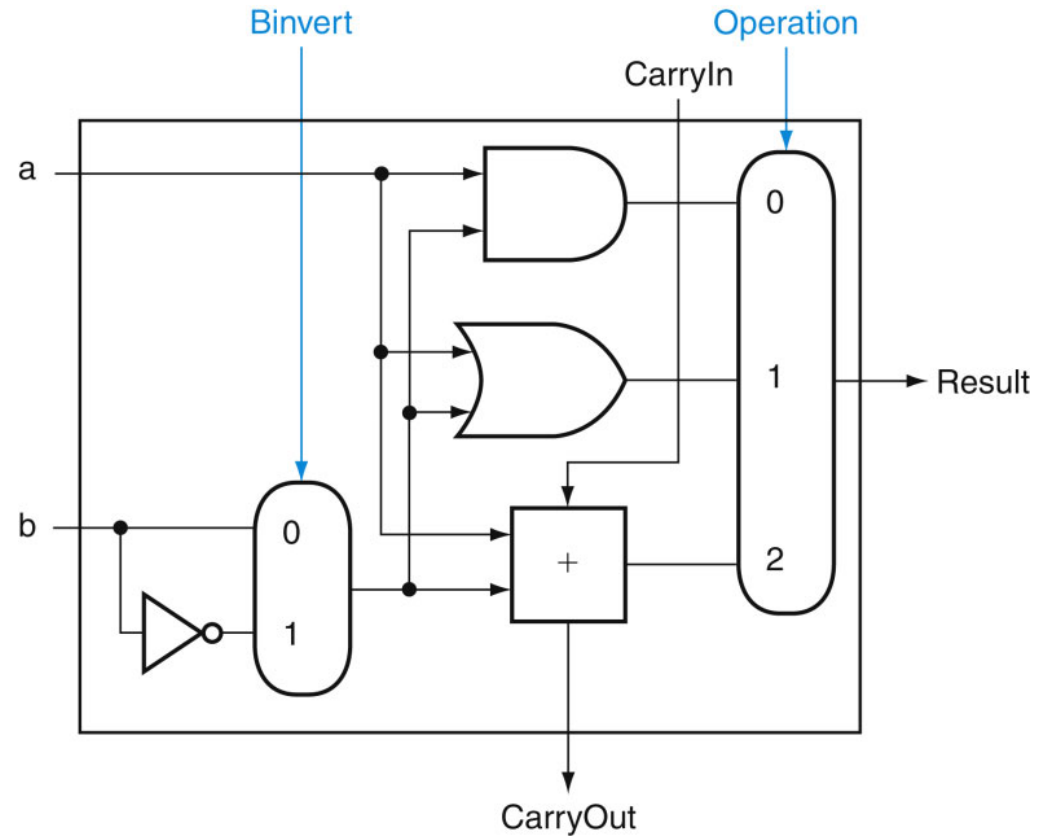 Binvert
Operation
CarryIn
a
0
1
Result
b
0
+
2
1
CarryOut